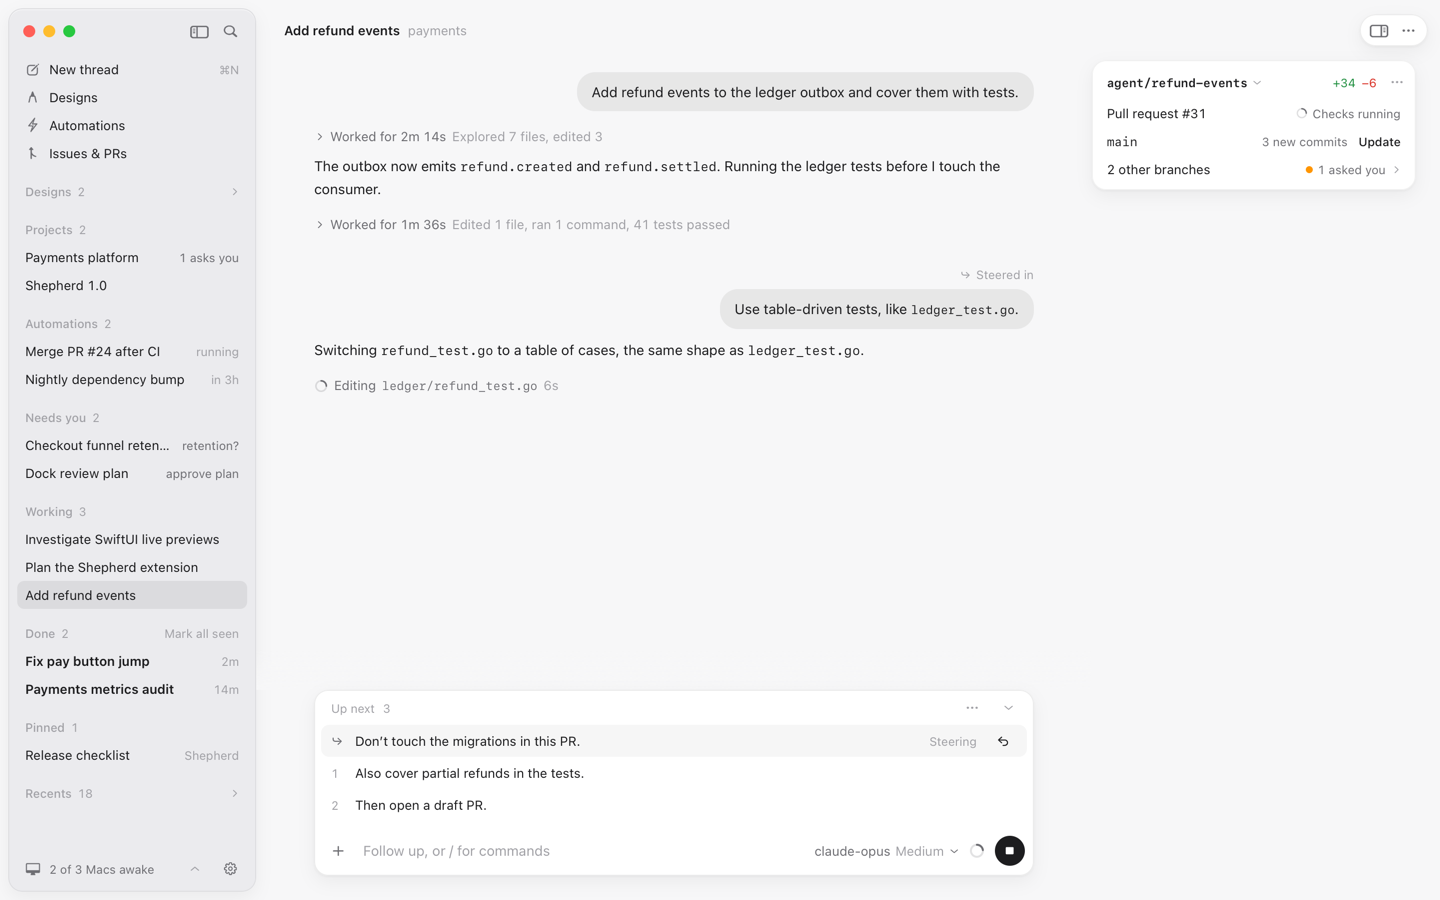 New thread ⌘N
Designs
Automations
Issues & PRs
Designs 2
Projects 2
Payments platform 1 asks you
Shepherd 1.0
Automations 2
Merge PR #24 after CI running
Nightly dependency bump in 3h
Needs you 2
Checkout funnel reten... retention?
Dock review plan approve plan
Working 3
Investigate SwiftUI live previews
Plan the Shepherd extension
Add refund events
Done 2 Mark all seen
Fix pay button jump 2m
Payments metrics audit 14m
Pinned 1
Release checklist Shepherd
Recents 18
2 of 3 Macs awake
Add refund events payments
Add refund events to the ledger outbox and cover them with tests.
Worked for 2m 14s Explored 7 files, edited 3
The outbox now emits refund.created and refund.settled. Running the ledger tests before I touch the
consumer.
Worked for 1m 36s Edited 1 file, ran 1 command, 41 tests passed
Steered in
Use table-driven tests, like ledger_test.go.
Switching refund_test.go to a table of cases, the same shape as ledger_test.go.
Editing ledger/refund_test.go 6s
Up next 3
Don’t touch the migrations in this PR. Steering
1 Also cover partial refunds in the tests.
2 Then open a draft PR.
Follow up, or / for commands claude-opus Medium
agent/refund-events +34 −6
Pull request #31 Checks running
main 3 new commits Update
2 other branches 1 asked you